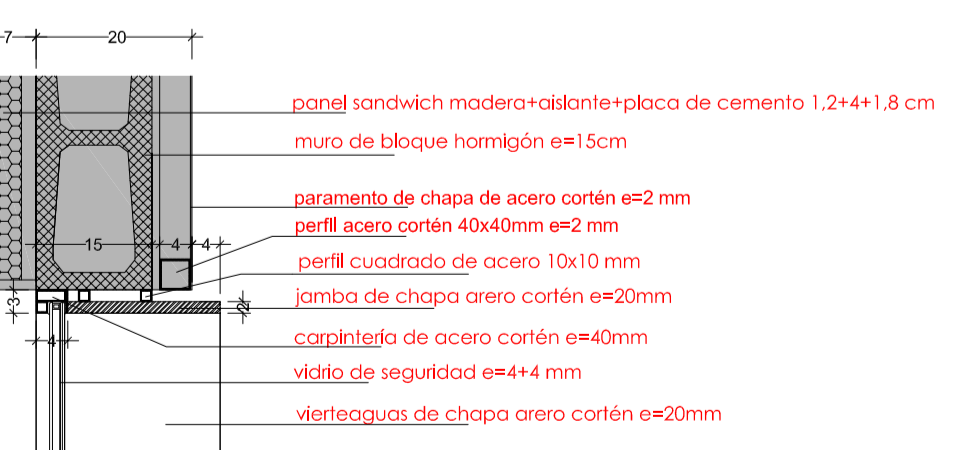 7 20
panel sandwich madera+aislante+placa de cemento 1,2+4+1,8 cm
muro de bloque hormigón e=15cm
paramento de chapa de acero cortén e=2 mm
perfil acero cortén 40x40mm e=2 mm
15 4 4
perfil cuadrado de acero 10x10 mm
3
jamba de chapa arero cortén e=20mm
2
carpintería de acero cortén e=40mm
4
vidrio de seguridad e=4+4 mm
vierteaguas de chapa arero cortén e=20mm